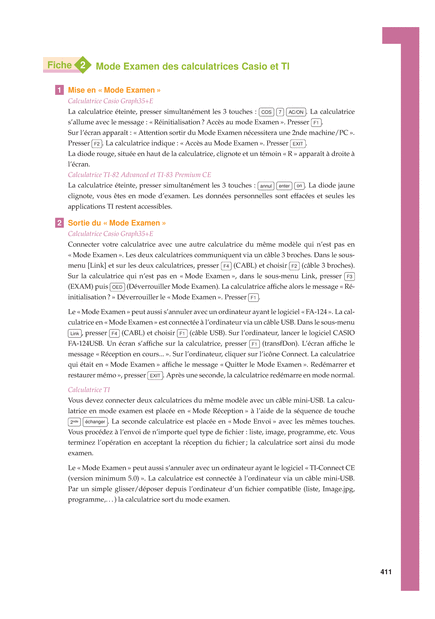 Fiche 2 Mode Examen des calculatrices Casio et TI
1 Mise en « Mode Examen »
Calculatrice Casio Graph35+E
La calculatrice éteinte, presser simultanément les 3 touches : COS 7 AC/ON. La calculatrice
s'allume avec le message : « Réinitialisation ? Accès au mode Examen ». Presser F1.
Sur l'écran apparaît : « Attention sortir du Mode Examen nécessitera une 2nde machine/PC ».
Presser F2. La calculatrice indique : « Accès au Mode Examen ». Presser EXIT.
La diode rouge, située en haut de la calculatrice, clignote et un témoin « R » apparaît à droite à
l'écran.
Calculatrice TI-82 Advanced et TI-83 Premium CE
La calculatrice éteinte, presser simultanément les 3 touches : annul enter on. La diode jaune
clignote, vous êtes en mode d'examen. Les données personnelles sont effacées et seules les
applications TI restent accessibles.
2 Sortie du « Mode Examen »
Calculatrice Casio Graph35+E
Connecter votre calculatrice avec une autre calculatrice du même modèle qui n'est pas en
« Mode Examen ». Les deux calculatrices communiquent via un câble 3 broches. Dans le sous-
menu [Link] et sur les deux calculatrices, presser F4 (CABL) et choisir F2 (câble 3 broches).
Sur la calculatrice qui n'est pas en « Mode Examen », dans le sous-menu Link, presser F3
(EXAM) puis (Déverrouiller Mode Examen). La calculatrice affiche alors le message « Ré-
initialisation ? » Déverrouiller le « Mode Examen ». Presser F1.
Le « Mode Examen » peut aussi s'annuler avec un ordinateur ayant le logiciel « FA-124 ». La cal-
culatrice en « Mode Examen » est connectée à l'ordinateur via un câble USB. Dans le sous-menu
Link, presser F4 (CABL) et choisir F1 (câble USB). Sur l'ordinateur, lancer le logiciel CASIO
FA-124USB. Un écran s'affiche sur la calculatrice, presser F1 (transfDon). L'écran affiche le
message « Réception en cours... ». Sur l'ordinateur, cliquer sur l'icône Connect. La calculatrice
qui était en « Mode Examen » affiche le message « Quitter le Mode Examen ». Redémarrer et
restaurer mémo », presser EXIT. Après une seconde, la calculatrice redémarre en mode normal.
Calculatrice TI
Vous devez connecter deux calculatrices du même modèle avec un câble mini-USB. La calcu-
latrice en mode examen est placée en « Mode Réception » à l'aide de la séquence de touche
2nde échanger. La seconde calculatrice est placée en « Mode Envoi » avec les mêmes touches.
Vous procédez à l'envoi de n'importe quel type de fichier : liste, image, programme, etc. Vous
terminez l'opération en acceptant la réception du fichier ; la calculatrice sort ainsi du mode
examen.
Le « Mode Examen » peut aussi s'annuler avec un ordinateur ayant le logiciel « TI-Connect CE
(version minimum 5.0) ». La calculatrice est connectée à l'ordinateur via un câble mini-USB.
Par un simple glisser/déposer depuis l'ordinateur d'un fichier compatible (liste, Image.jpg,
programme,...) la calculatrice sort du mode examen.
411